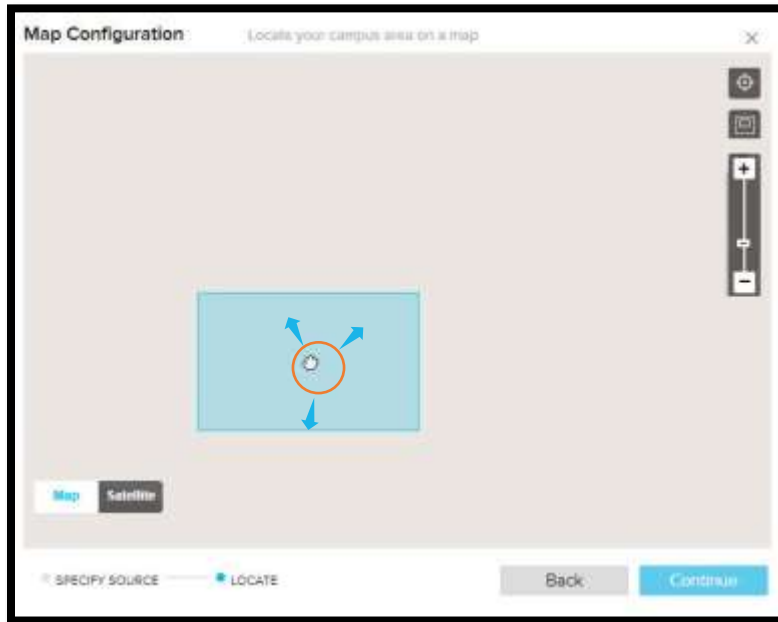 Map Configuration Locate your campus area on a map
Map Satellite
SPECIFY SOURCE LOCATE Back Continue